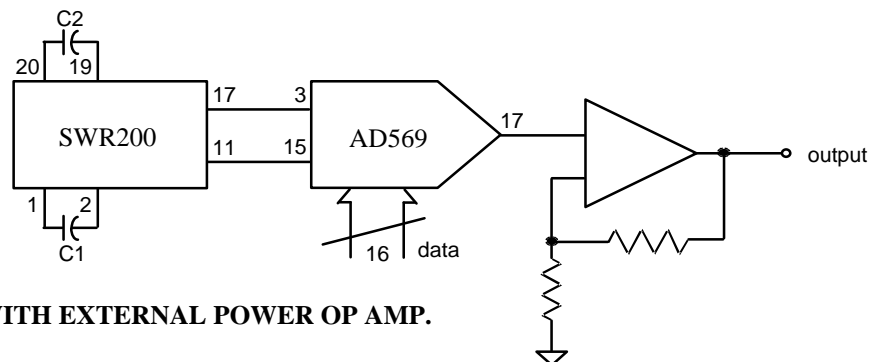 C2
20 19
17 3
SWR200 AD569 17
11 15 output
1 2
C1 16 data
WITH EXTERNAL POWER OP AMP.